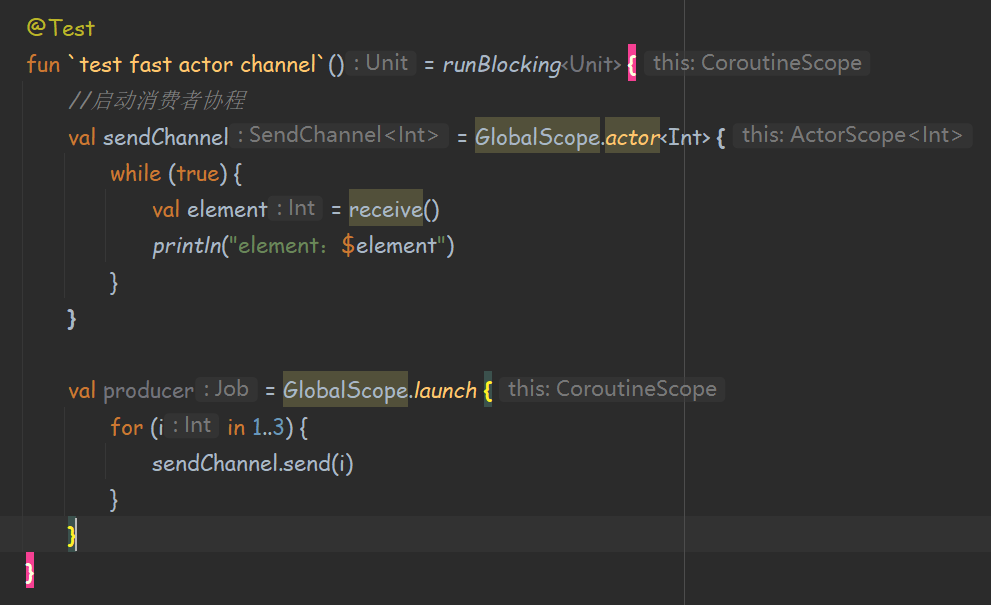 @Test
fun `test fast actor channel`() : Unit = runBlocking<Unit> { this: CoroutineScope
//启动消费者协程
val sendChannel : SendChannel<Int> = GlobalScope.actor<Int> { this: ActorScope<Int>
while (true) {
val element : Int = receive()
println("element：$element")
}
}
val producer : Job = GlobalScope.launch { this: CoroutineScope
for (i : Int in 1..3) {
sendChannel.send(i)
}
}
}